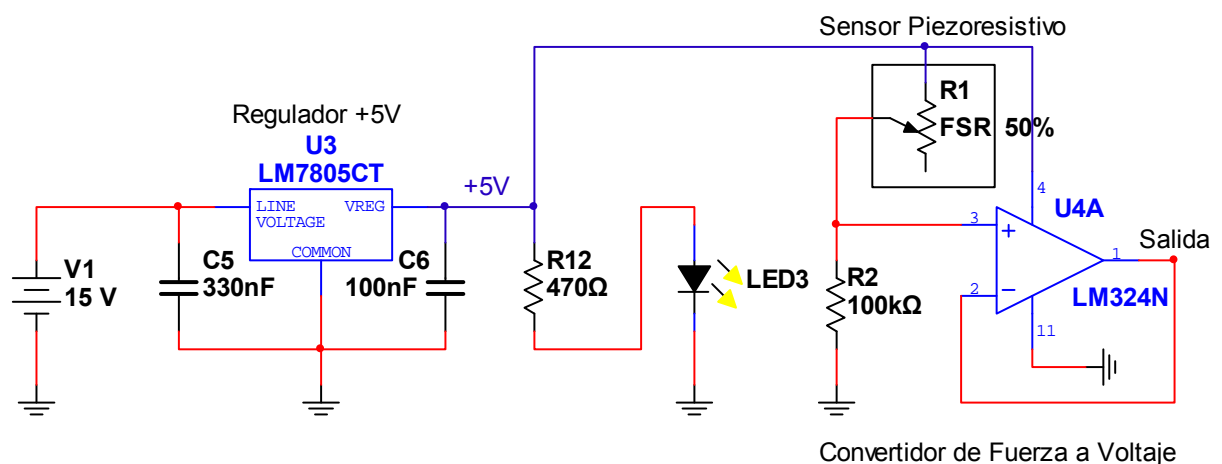 Sensor Piezoresistivo
R1
FSR 50%
Regulador +5V
U3
LM7805CT
LINE VREG
VOLTAGE
COMMON
+5V
V1
15 V
C5
330nF
C6
100nF
R12
470Ω
LED3
R2
100kΩ
4
U4A
3
+
2
−
1
Salida
LM324N
11
Convertidor de Fuerza a Voltaje